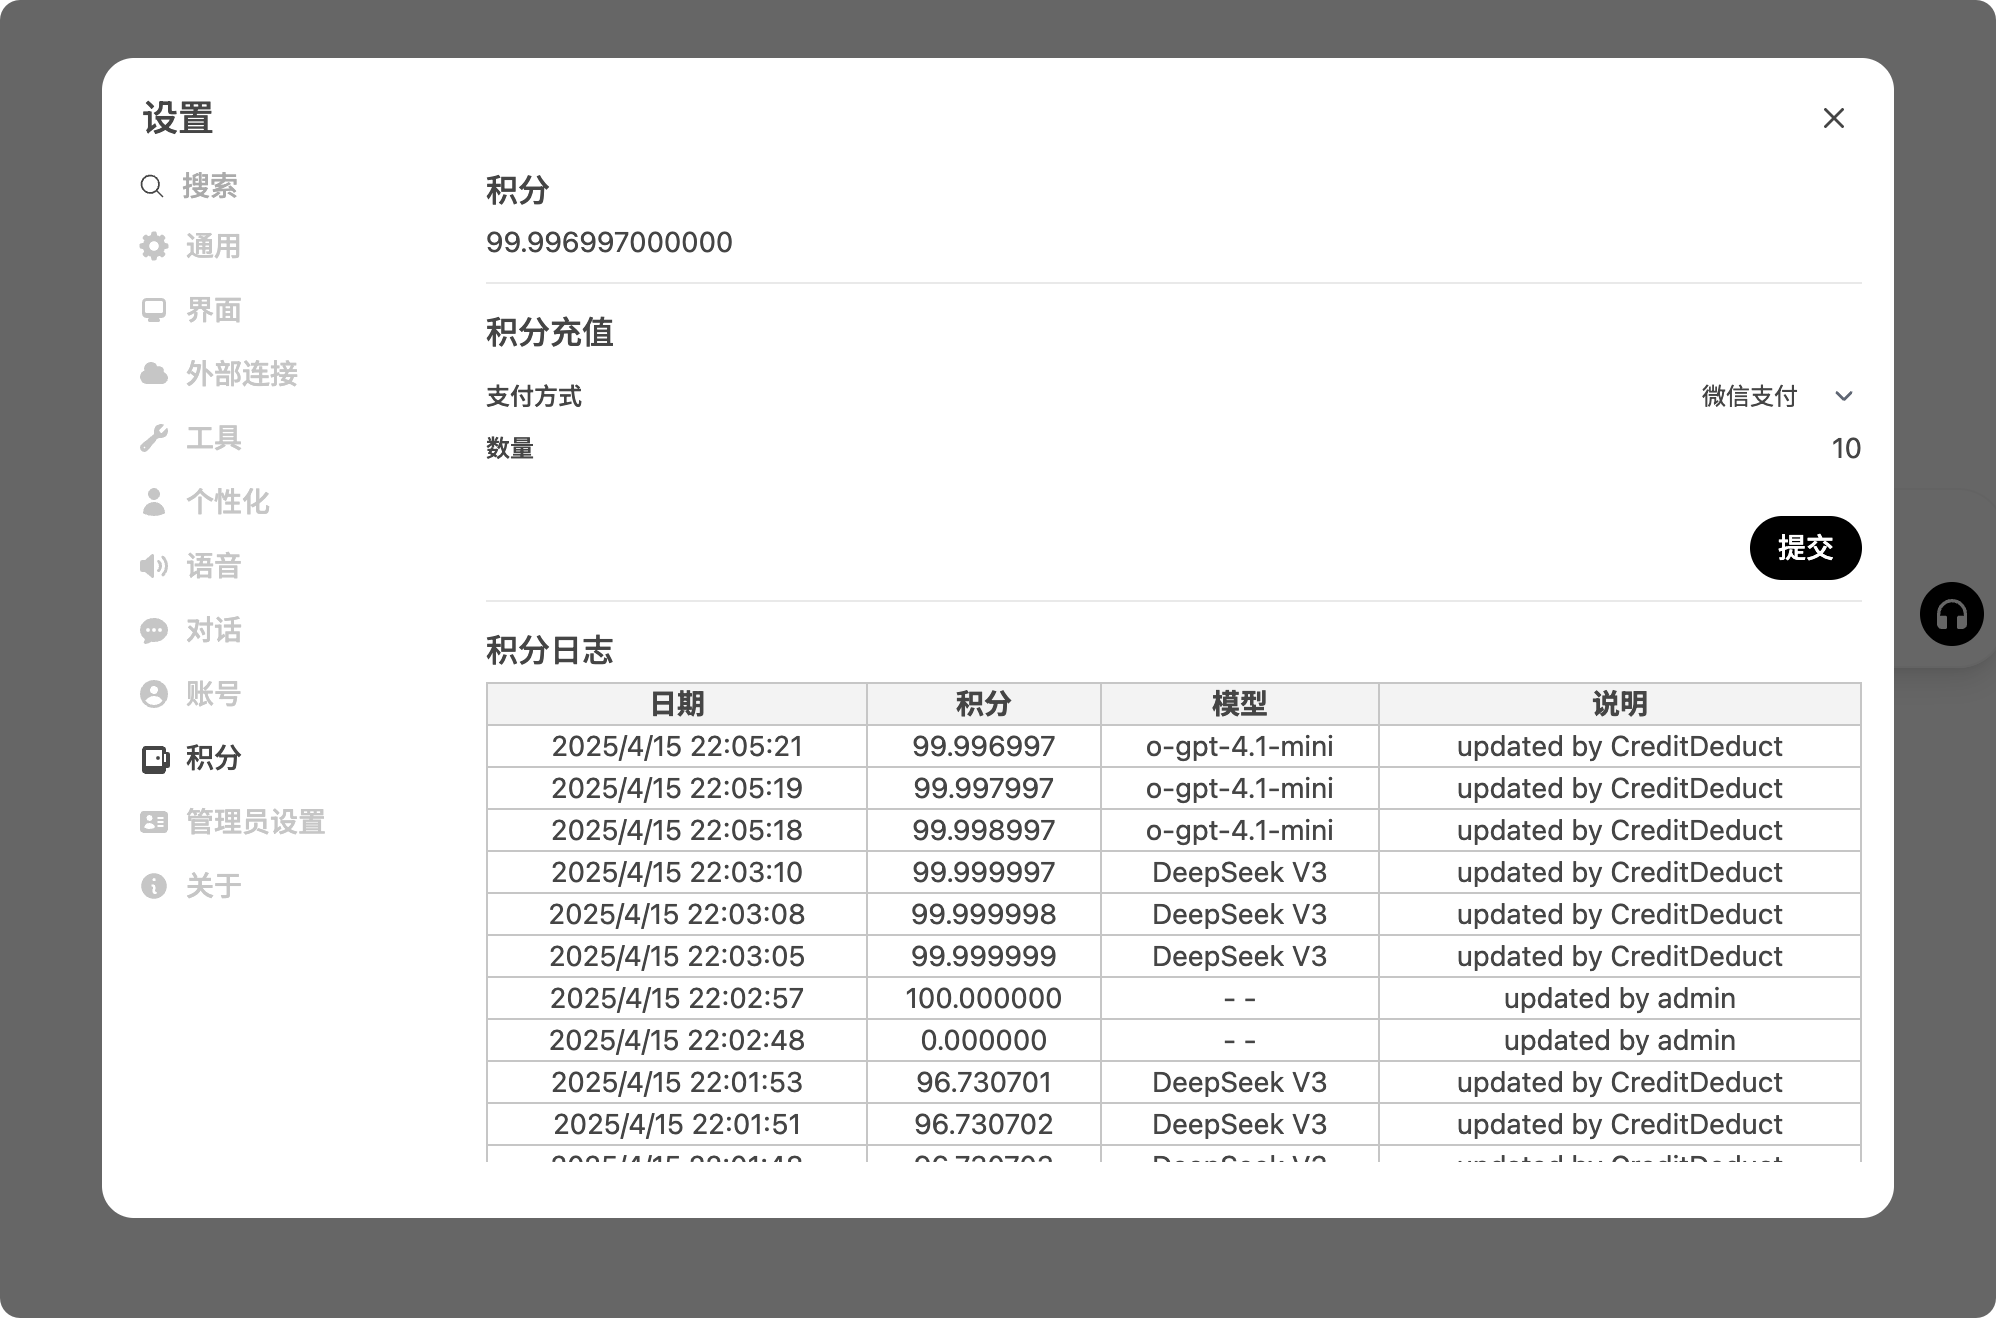 设置
搜索
通用
界面
外部连接
工具
个性化
语音
对话
账号
积分
管理员设置
关于
积分
99.996997000000
积分充值
支付方式 微信支付
数量 10
提交
积分日志
日期 积分 模型 说明
2025/4/15 22:05:21 99.996997 o-gpt-4.1-mini updated by CreditDeduct
2025/4/15 22:05:19 99.997997 o-gpt-4.1-mini updated by CreditDeduct
2025/4/15 22:05:18 99.998997 o-gpt-4.1-mini updated by CreditDeduct
2025/4/15 22:03:10 99.999997 DeepSeek V3 updated by CreditDeduct
2025/4/15 22:03:08 99.999998 DeepSeek V3 updated by CreditDeduct
2025/4/15 22:03:05 99.999999 DeepSeek V3 updated by CreditDeduct
2025/4/15 22:02:57 100.000000 - - updated by admin
2025/4/15 22:02:48 0.000000 - - updated by admin
2025/4/15 22:01:53 96.730701 DeepSeek V3 updated by CreditDeduct
2025/4/15 22:01:51 96.730702 DeepSeek V3 updated by CreditDeduct